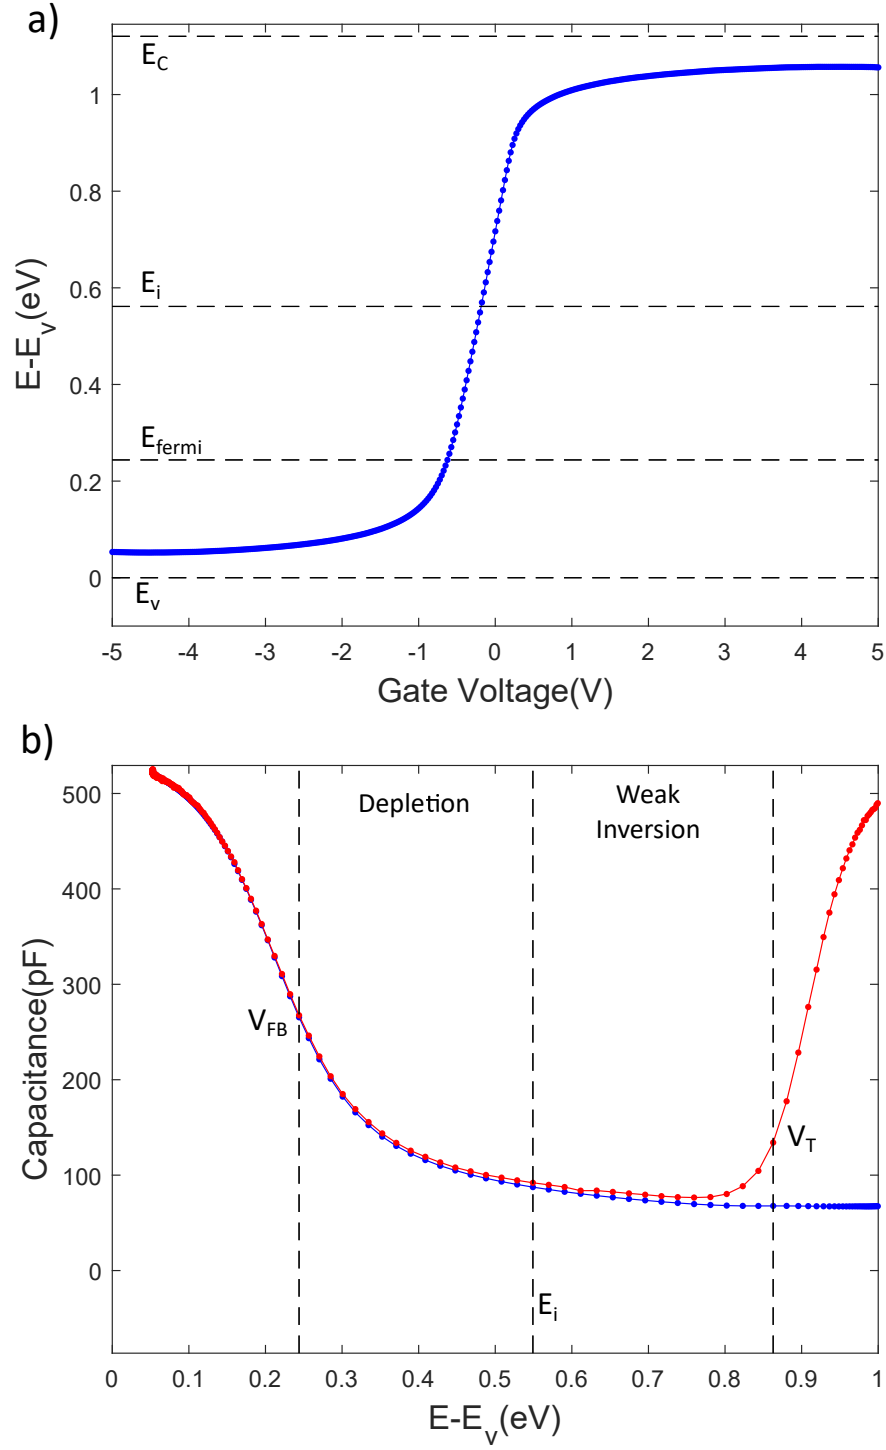 a)
E_C
1
0.8
E_i
0.6
0.4
E_fermi
0.2
0
E_v
E-E_v(eV)
-5 -4 -3 -2 -1 0 1 2 3 4 5
Gate Voltage(V)
b)
500
Depletion
Weak
Inversion
400
300
V_FB
200
V_T
100
0
E_i
Capacitance(pF)
0 0.1 0.2 0.3 0.4 0.5 0.6 0.7 0.8 0.9 1
E-E_v(eV)